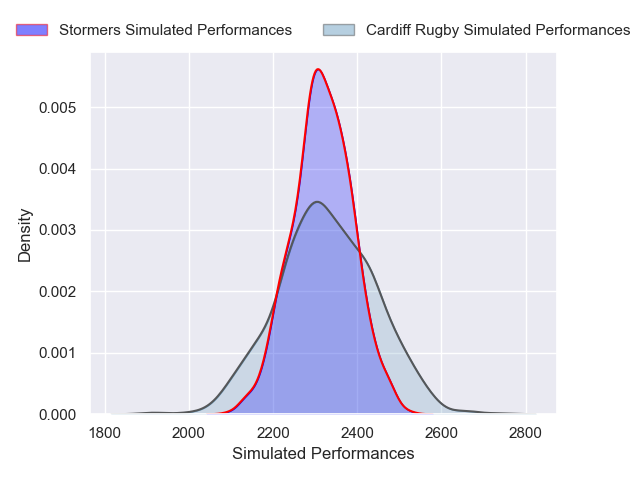 Stormers Simulated Performances
Cardiff Rugby Simulated Performances
0.005
0.004
0.003
0.002
0.001
0.000
Density
1800 2000 2200 2400 2600 2800
Simulated Performances